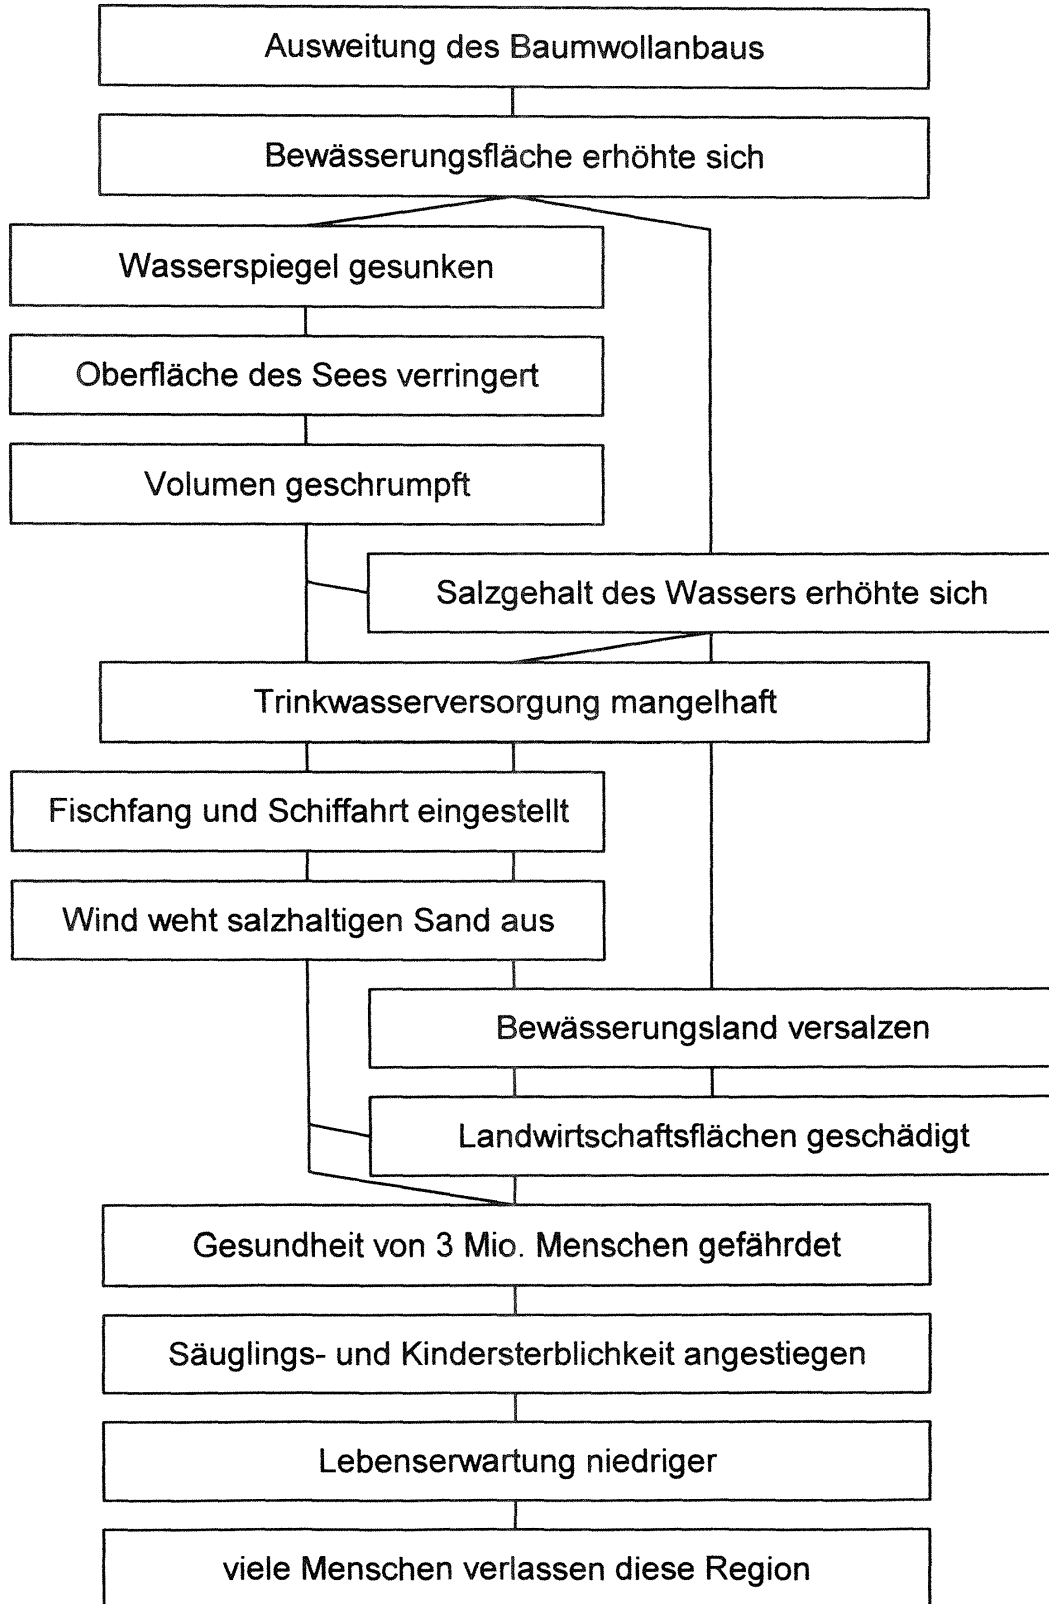 Ausweitung des Baumwollanbaus
Bewässerungsfläche erhöhte sich
Wasserspiegel gesunken
Oberfläche des Sees verringert
Volumen geschrumpft
Salzgehalt des Wassers erhöhte sich
Trinkwasserversorgung mangelhaft
Fischfang und Schiffahrt eingestellt
Wind weht salzhaltigen Sand aus
Bewässerungsland versalzen
Landwirtschaftsflächen geschädigt
Gesundheit von 3 Mio. Menschen gefährdet
Säuglings- und Kindersterblichkeit angestiegen
Lebenserwartung niedriger
viele Menschen verlassen diese Region